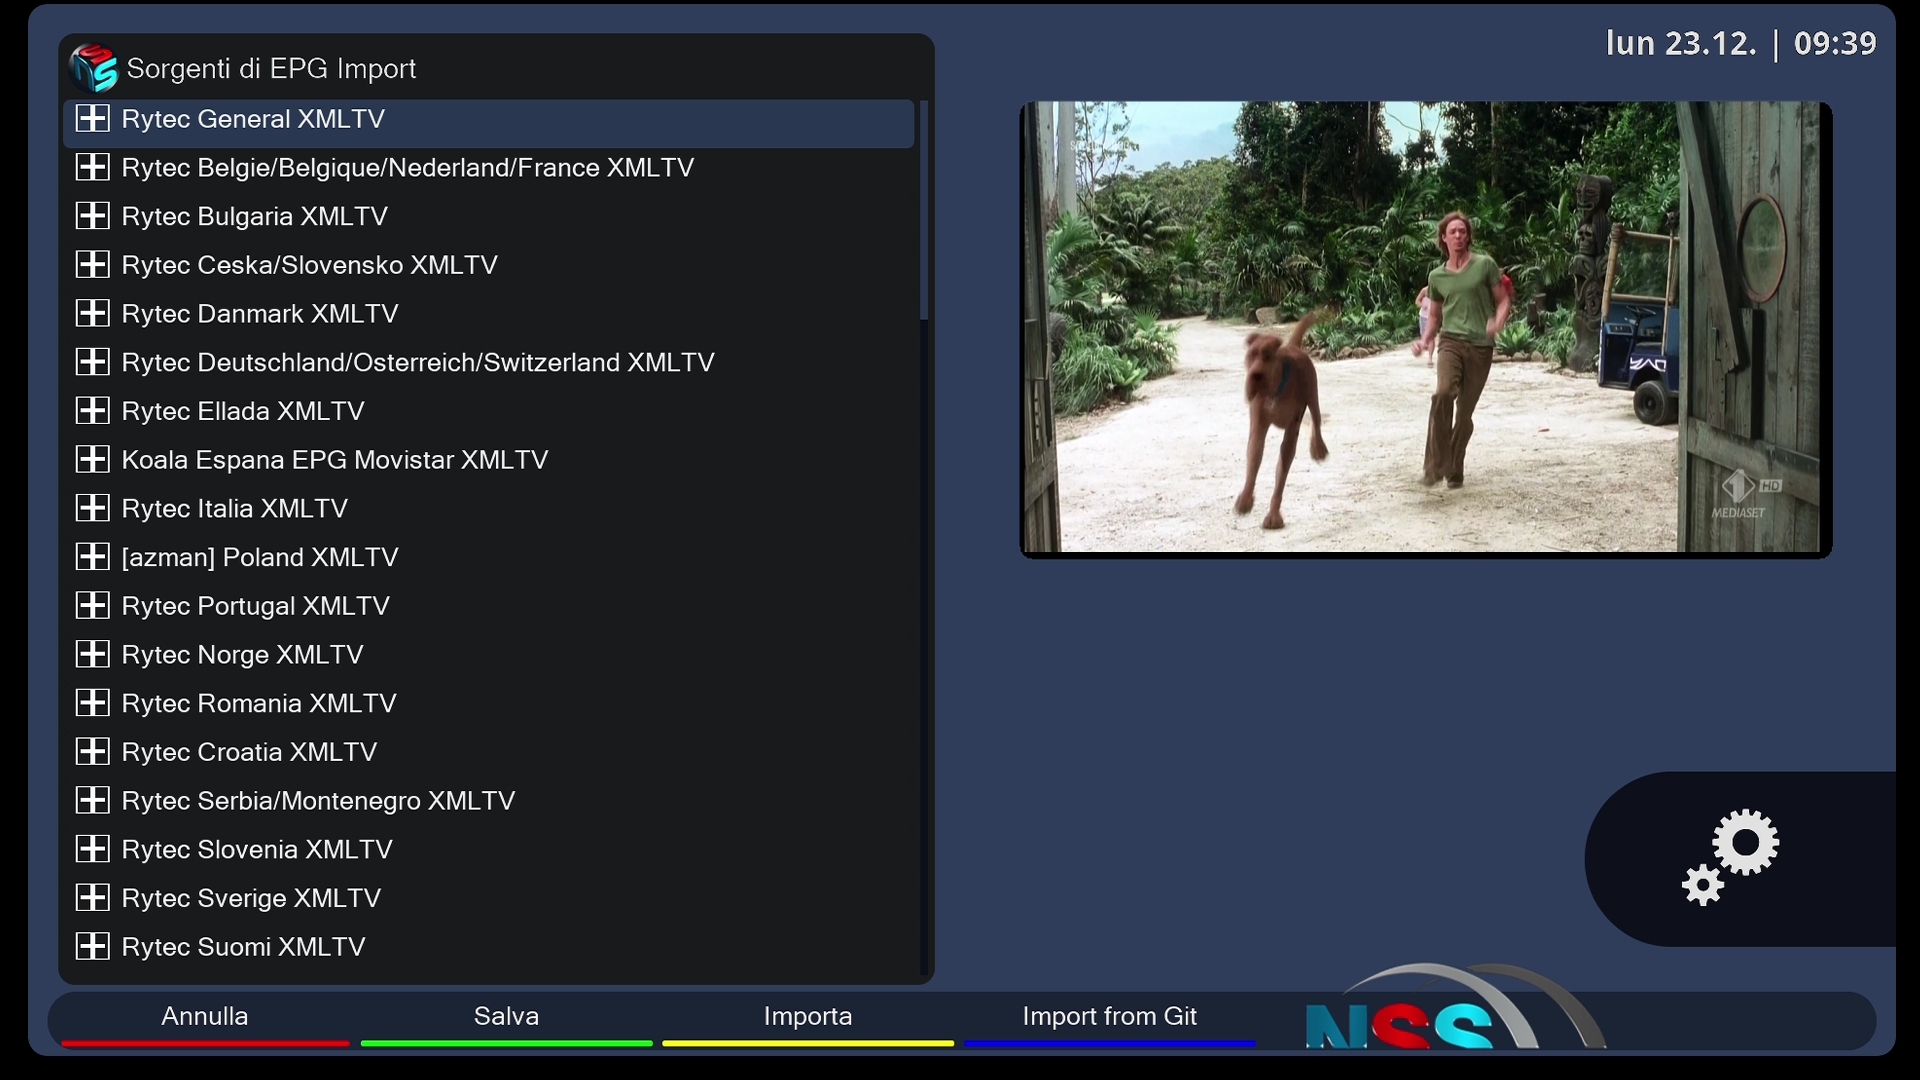 lun 23.12. | 09:39
Sorgenti di EPG Import
Rytec General XMLTV
Rytec Belgie/Belgique/Nederland/France XMLTV
Rytec Bulgaria XMLTV
Rytec Ceska/Slovensko XMLTV
Rytec Danmark XMLTV
Rytec Deutschland/Osterreich/Switzerland XMLTV
Rytec Ellada XMLTV
Koala Espana EPG Movistar XMLTV
Rytec Italia XMLTV
[azman] Poland XMLTV
Rytec Portugal XMLTV
Rytec Norge XMLTV
Rytec Romania XMLTV
Rytec Croatia XMLTV
Rytec Serbia/Montenegro XMLTV
Rytec Slovenia XMLTV
Rytec Sverige XMLTV
Rytec Suomi XMLTV
1 HD
MEDIASET
Annulla
Salva
Importa
Import from Git
NSS